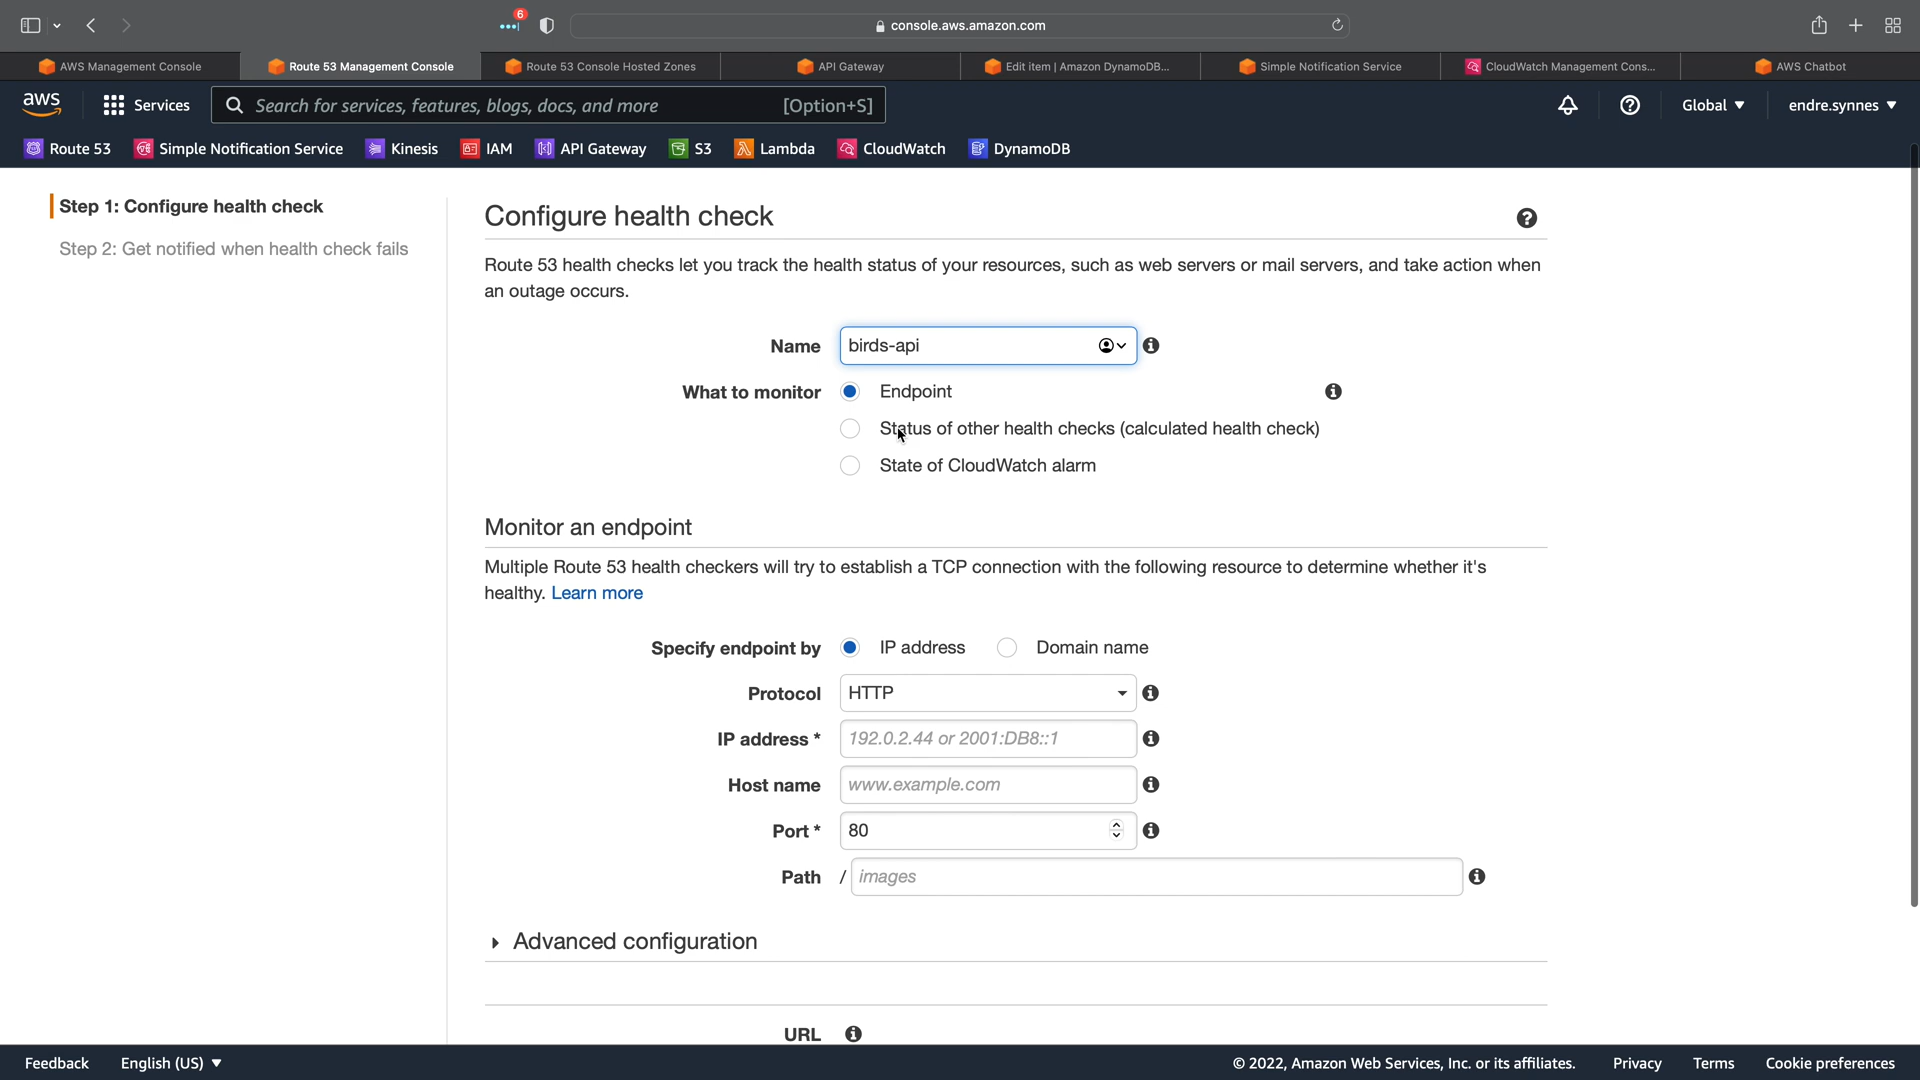 6
console.aws.amazon.com
AWS Management Console
Route 53 Management Console
Route 53 Console Hosted Zones
API Gateway
Edit item | Amazon DynamoDB...
Simple Notification Service
CloudWatch Management Cons...
AWS Chatbot
aws
Services
Search for services, features, blogs, docs, and more
[Option+S]
Global
endre.synnes
Route 53
Simple Notification Service
Kinesis
IAM
API Gateway
S3
Lambda
CloudWatch
DynamoDB
Step 1: Configure health check
Step 2: Get notified when health check fails
Configure health check
Route 53 health checks let you track the health status of your resources, such as web servers or mail servers, and take action when
an outage occurs.
Name
birds-api
What to monitor
Endpoint
Status of other health checks (calculated health check)
State of CloudWatch alarm
Monitor an endpoint
Multiple Route 53 health checkers will try to establish a TCP connection with the following resource to determine whether it's
healthy. Learn more
Specify endpoint by
IP address
Domain name
Protocol
HTTP
IP address *
192.0.2.44 or 2001:DB8::1
Host name
www.example.com
Port *
80
Path
/
images
Advanced configuration
URL
Feedback
English (US)
© 2022, Amazon Web Services, Inc. or its affiliates.
Privacy
Terms
Cookie preferences